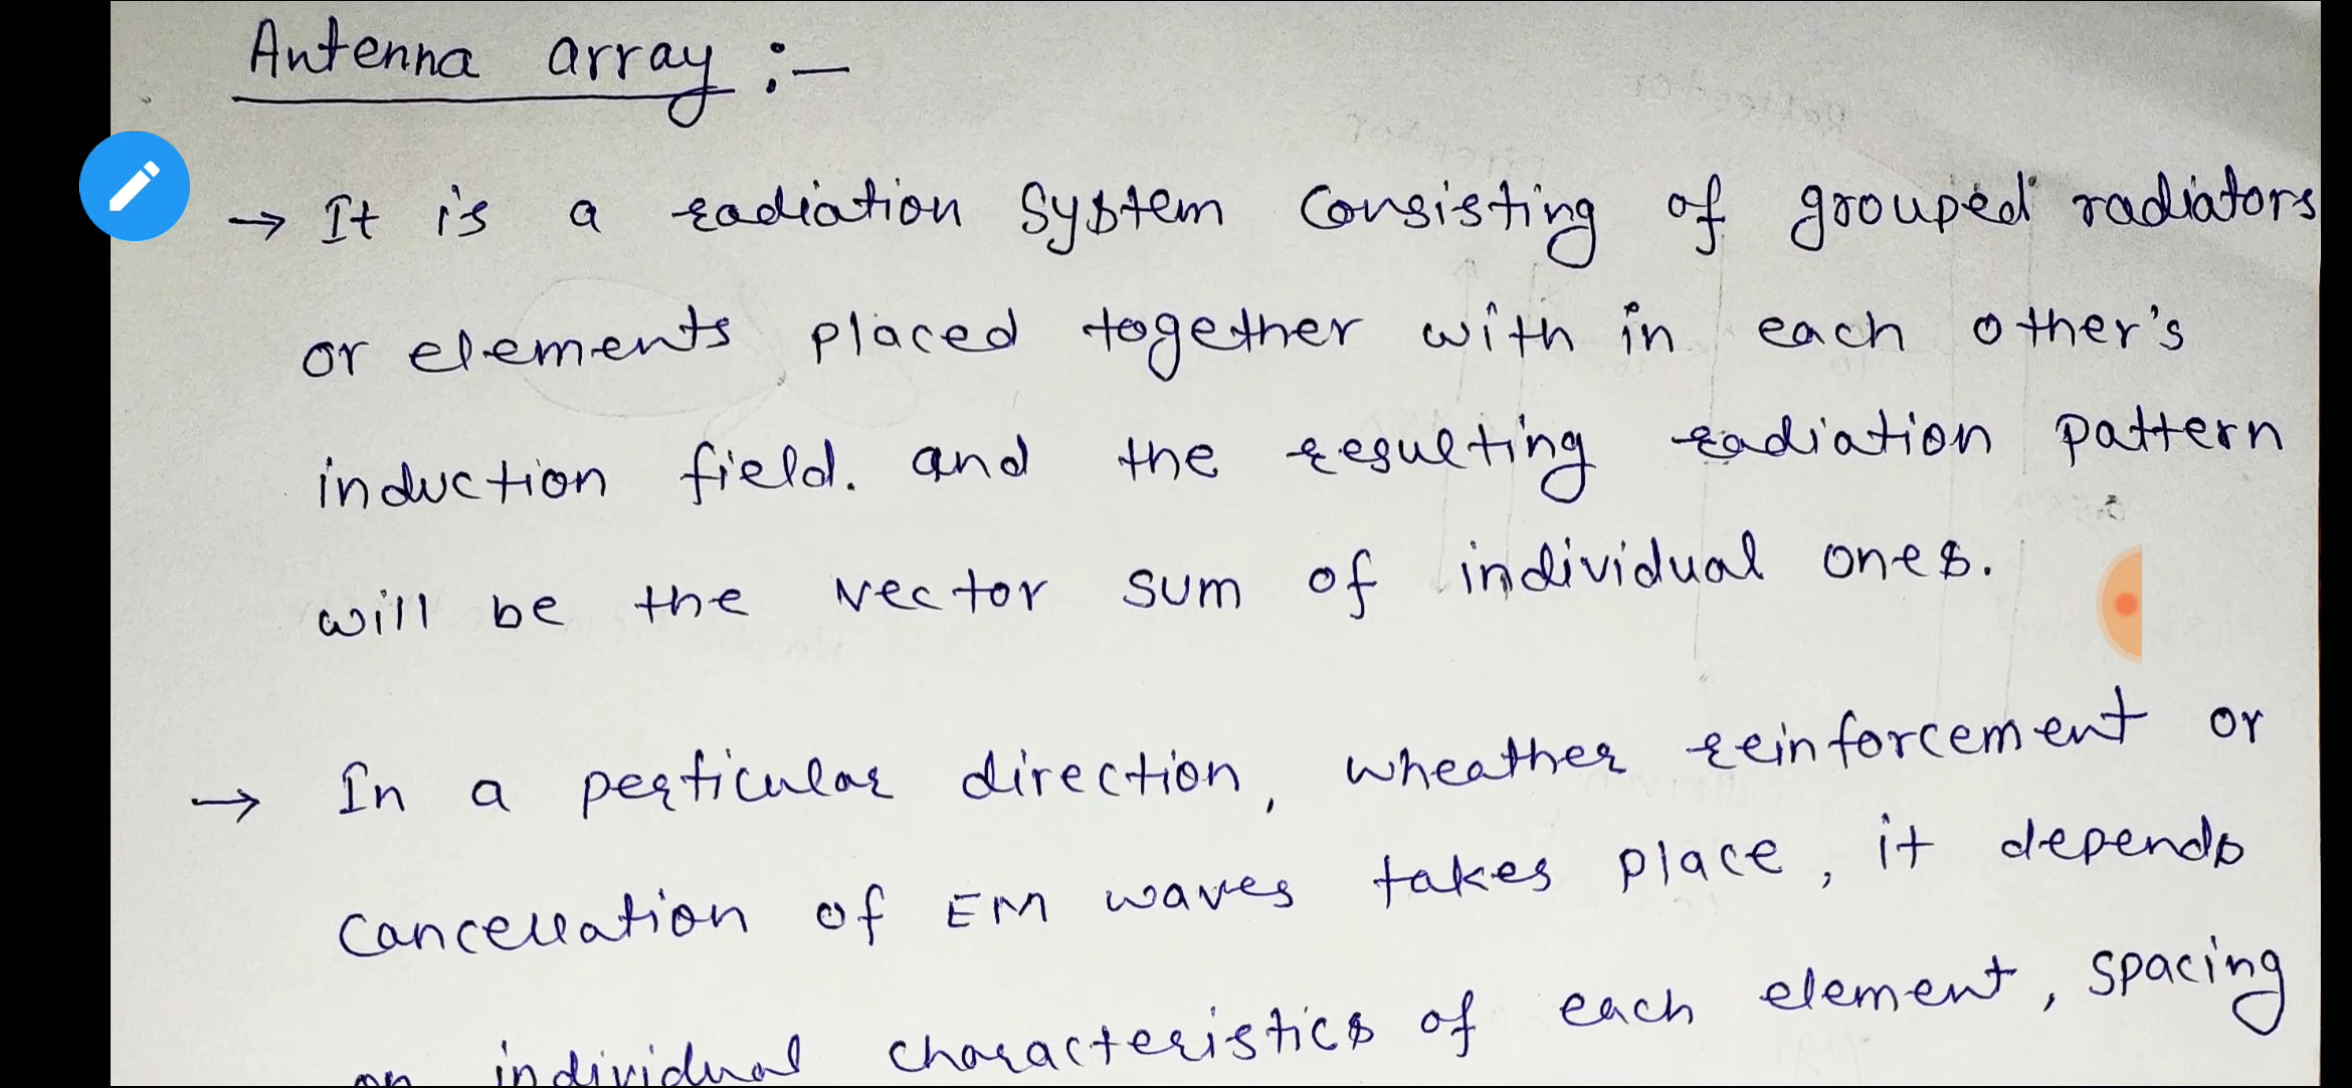 Antenna array :-
→ It is a radiation system consisting of grouped radiators
or elements placed together with in each other's
induction field. and the resulting radiation pattern
will be the vector sum of individual ones.
→ In a perticular direction, wheather reinforcement or
cancellation of EM waves takes place, it depends
on individual characteristics of each element, spacing